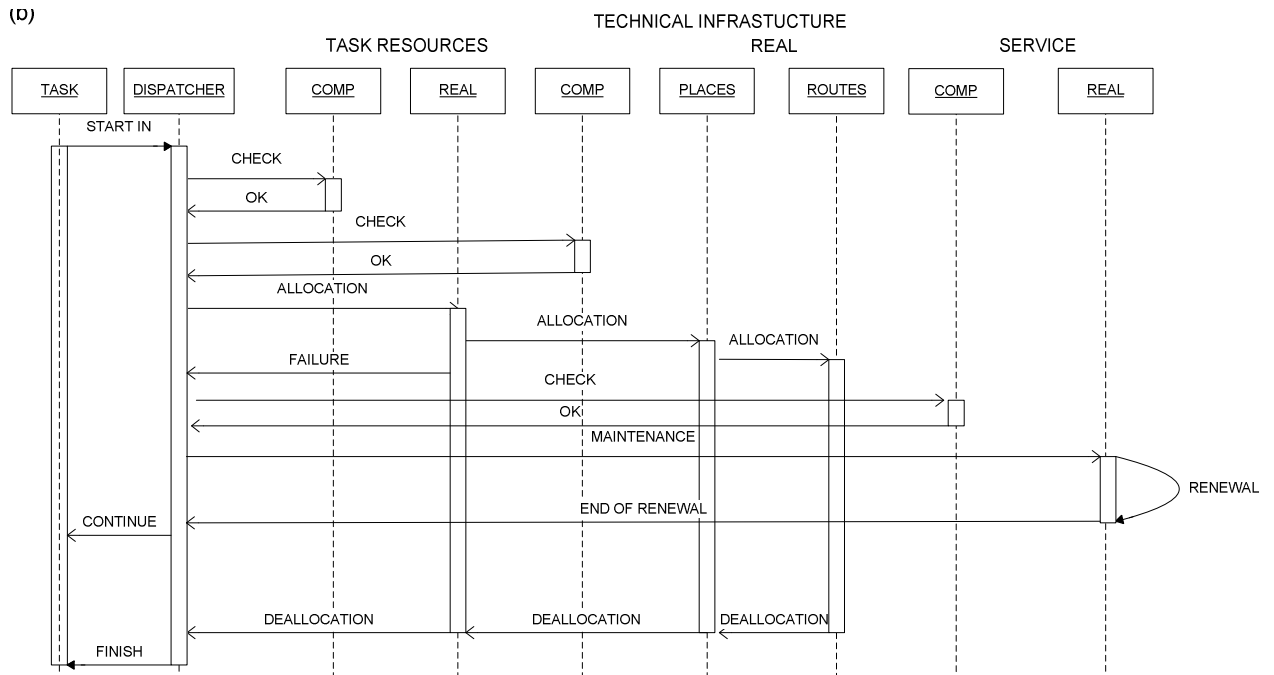 (b)
TECHNICAL INFRASTUCTURE
TASK RESOURCES REAL SERVICE
TASK DISPATCHER COMP REAL COMP PLACES ROUTES COMP REAL
START IN
CHECK
OK
CHECK
OK
ALLOCATION
ALLOCATION
ALLOCATION
FAILURE
CHECK
OK
MAINTENANCE
RENEWAL
END OF RENEWAL
CONTINUE
DEALLOCATION DEALLOCATION DEALLOCATION
FINISH